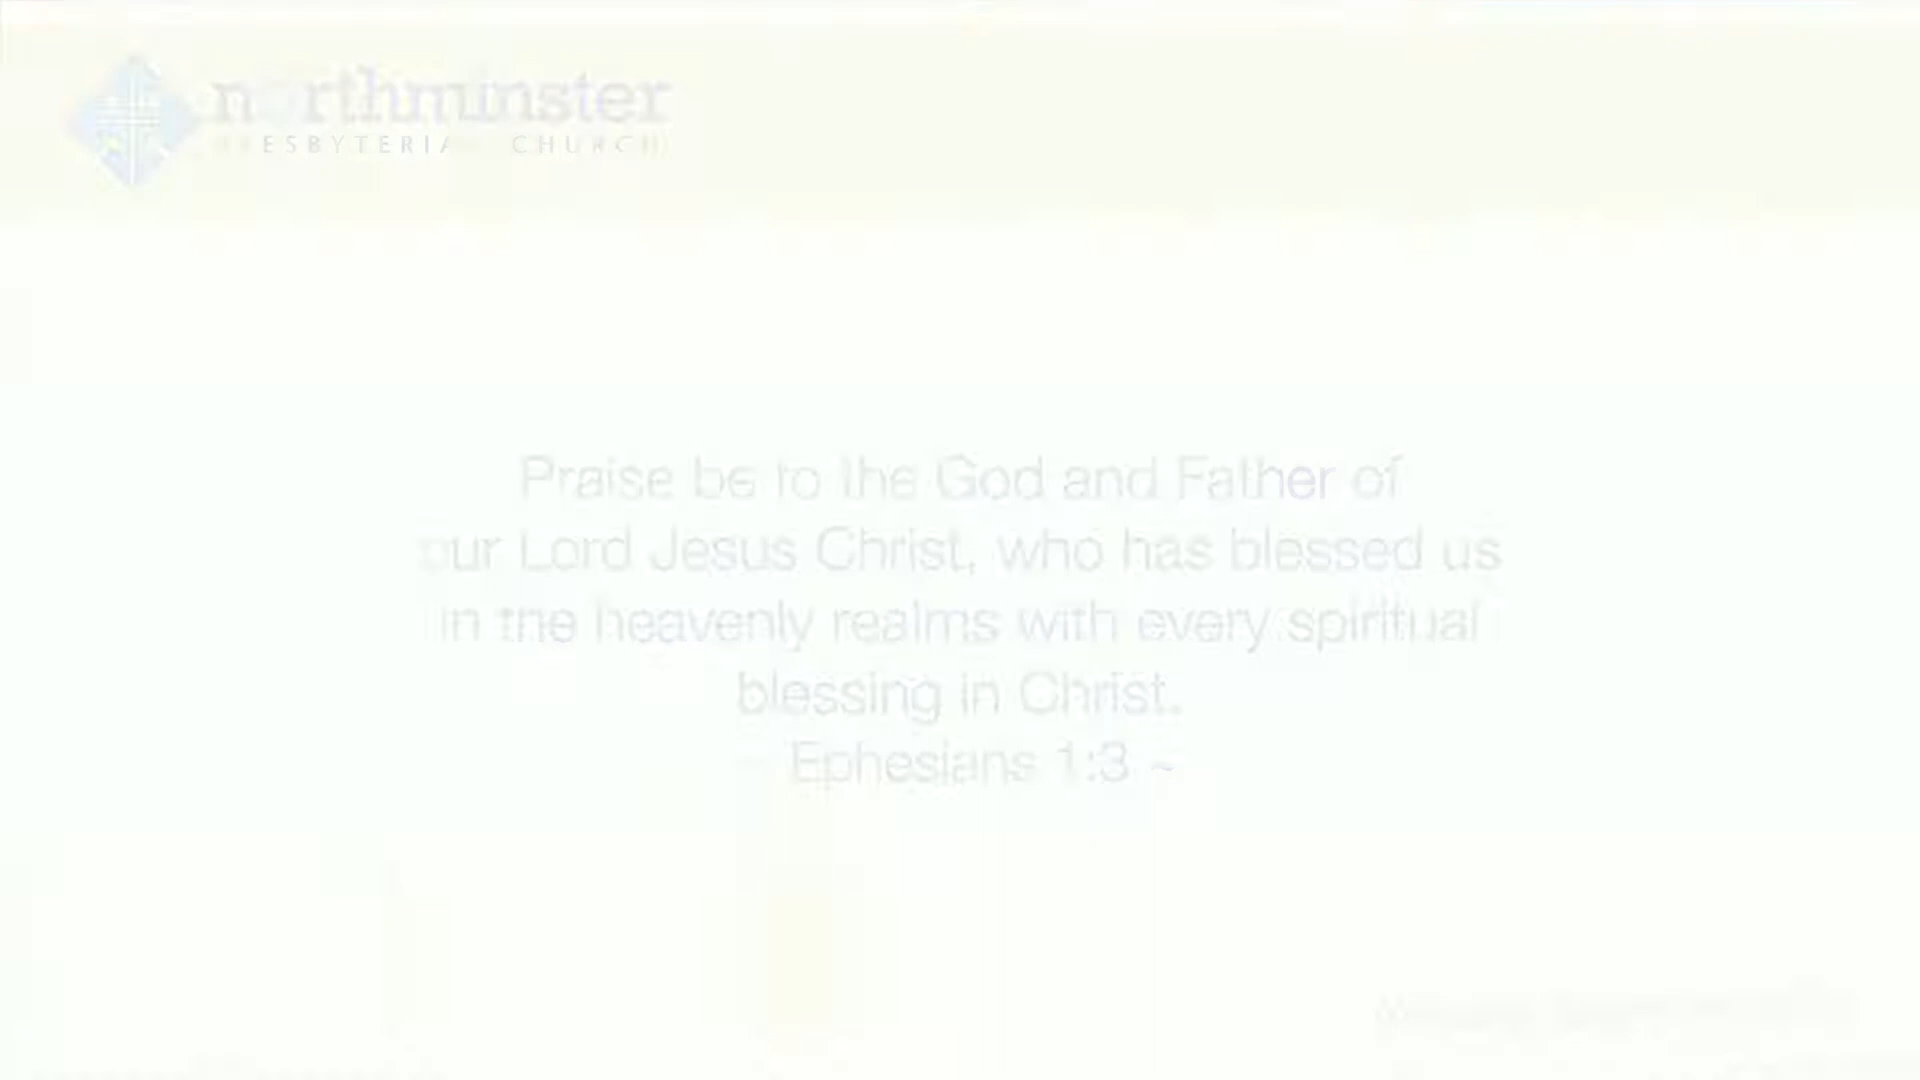 northminster
PRESBYTERIAN CHURCH
Praise be to the God and Father of
our Lord Jesus Christ, who has blessed us
in the heavenly realms with every spiritual
blessing in Christ.
~ Ephesians 1:3 ~